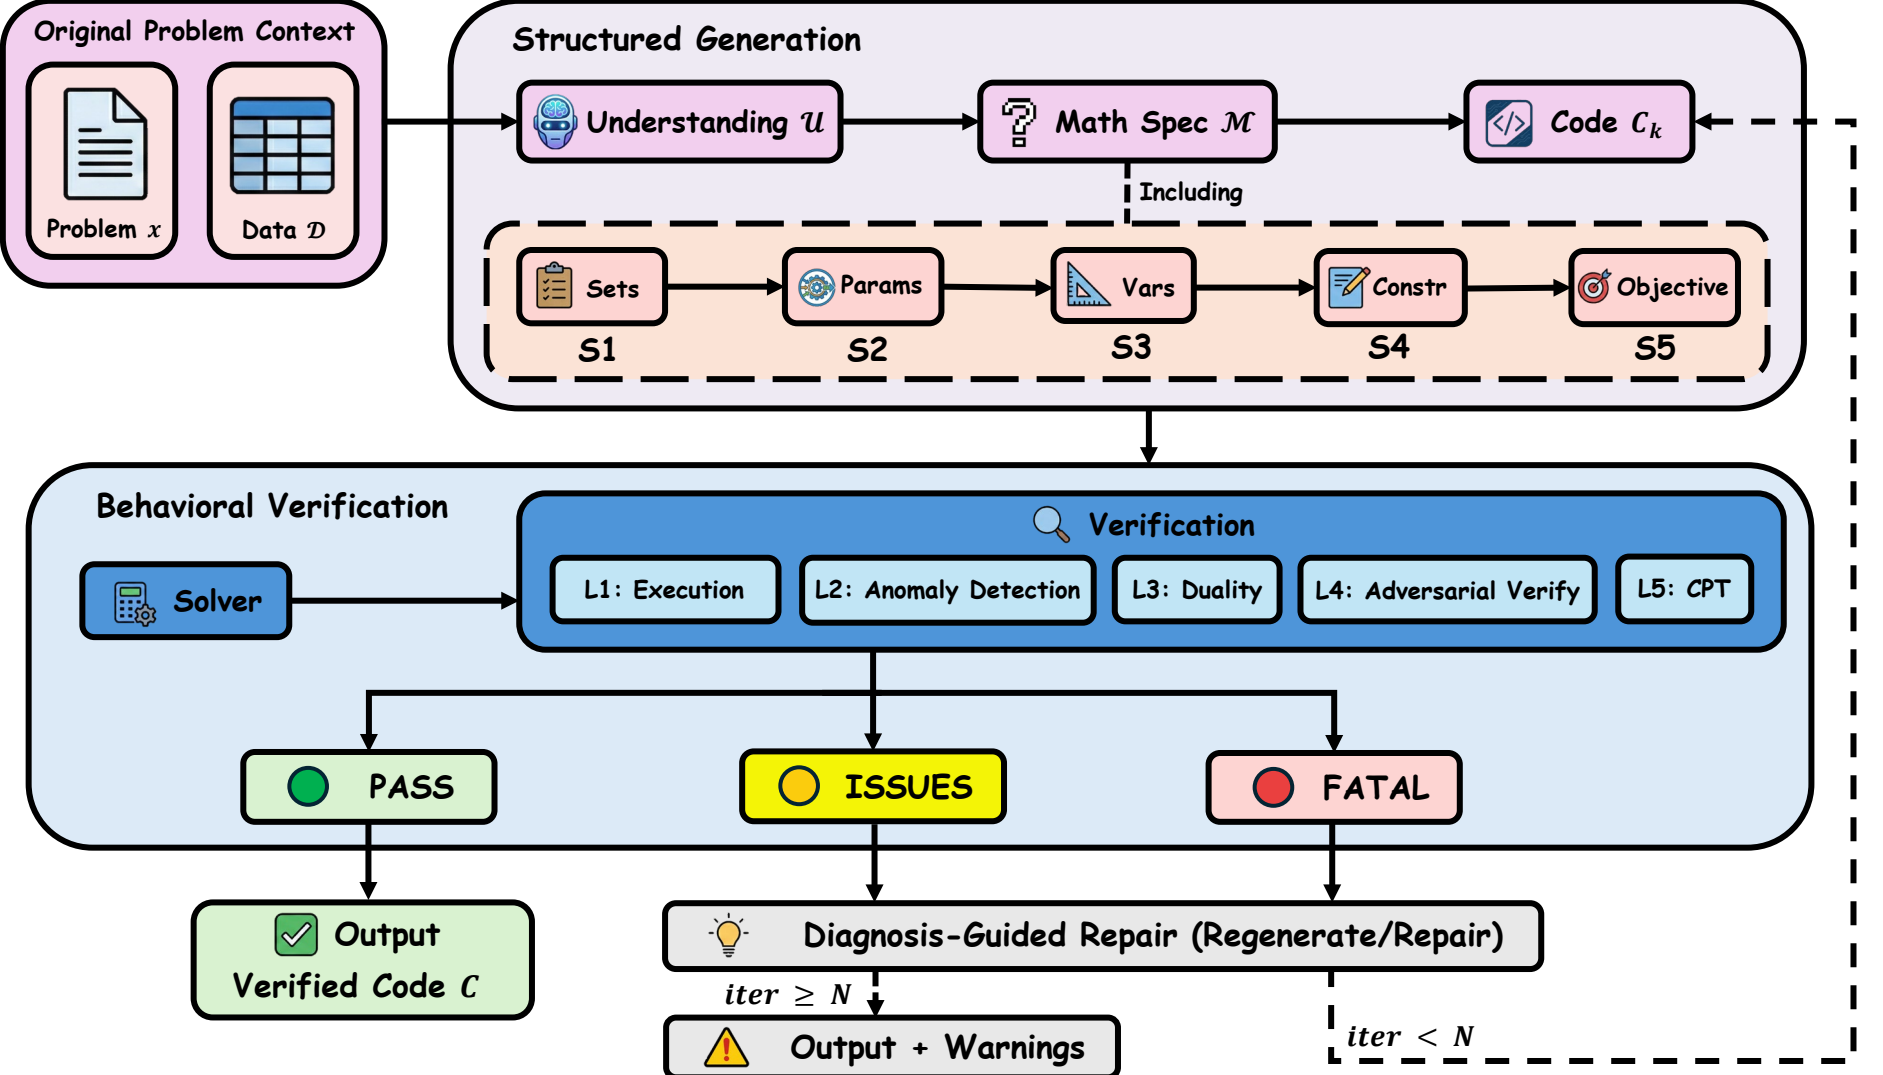 Original Problem Context
Problem x
Data 𝒟
Structured Generation
Understanding 𝒰
Math Spec ℳ
Code C_k
Including
Sets
Params
Vars
Constr
Objective
S1
S2
S3
S4
S5
Behavioral Verification
Solver
Verification
L1: Execution
L2: Anomaly Detection
L3: Duality
L4: Adversarial Verify
L5: CPT
PASS
ISSUES
FATAL
Output
Verified Code C
Diagnosis-Guided Repair (Regenerate/Repair)
iter ≥ N
iter < N
Output + Warnings